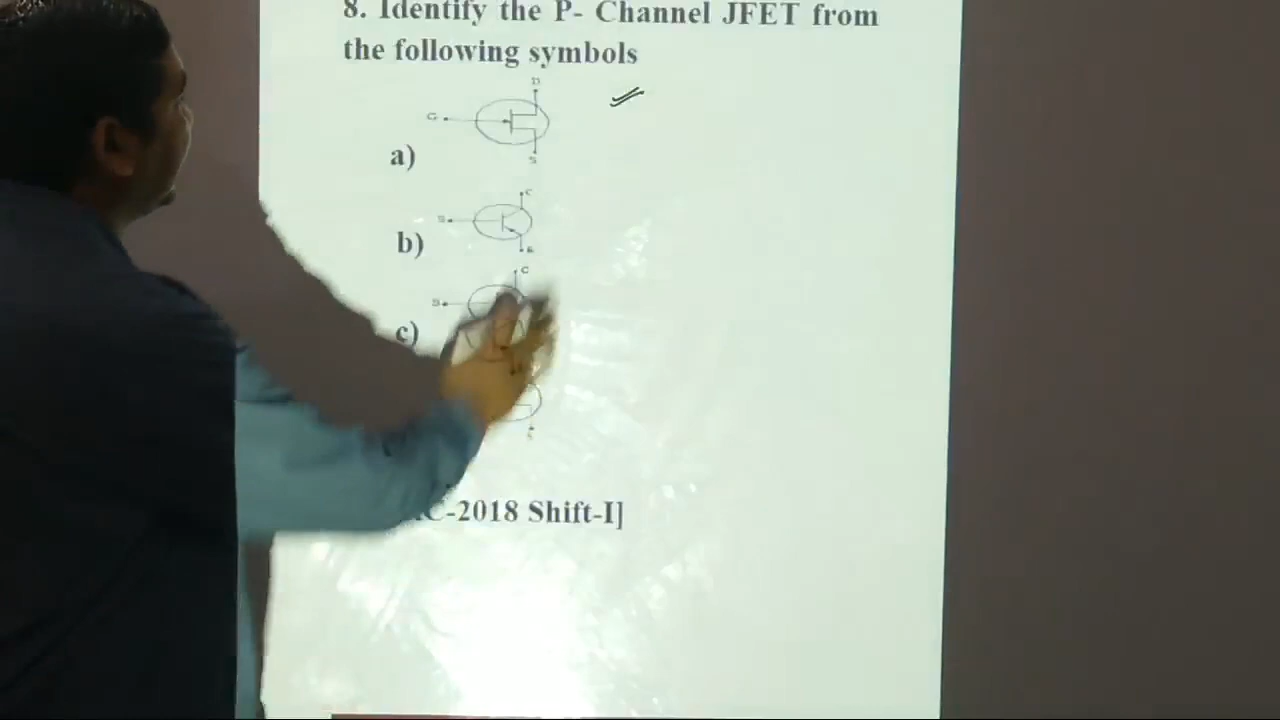 8. Identify the P- Channel JFET from
the following symbols
D
G
S
a)
C
B
b)
C
B
c)
-2018 Shift-I]